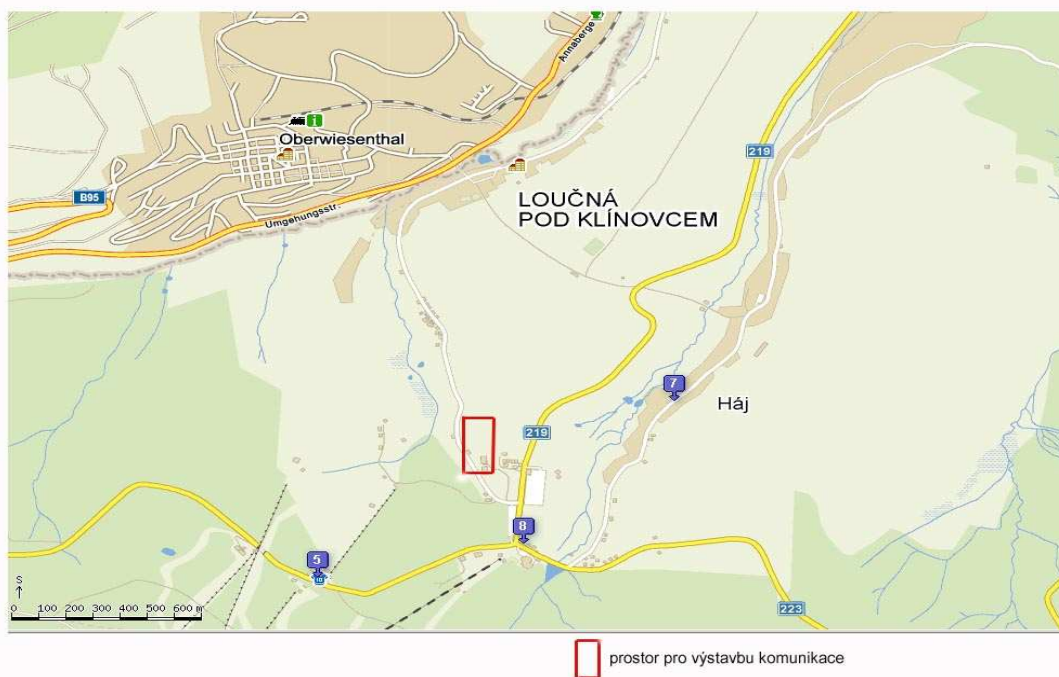 Annaberge
i
Oberwiesenthal
219
B95
LOUČNÁ
POD KLÍNOVCEM
Umgehungsstr.
7
Háj
219
8
5
S
0 100 200 300 400 500 600 m
223
prostor pro výstavbu komunikace